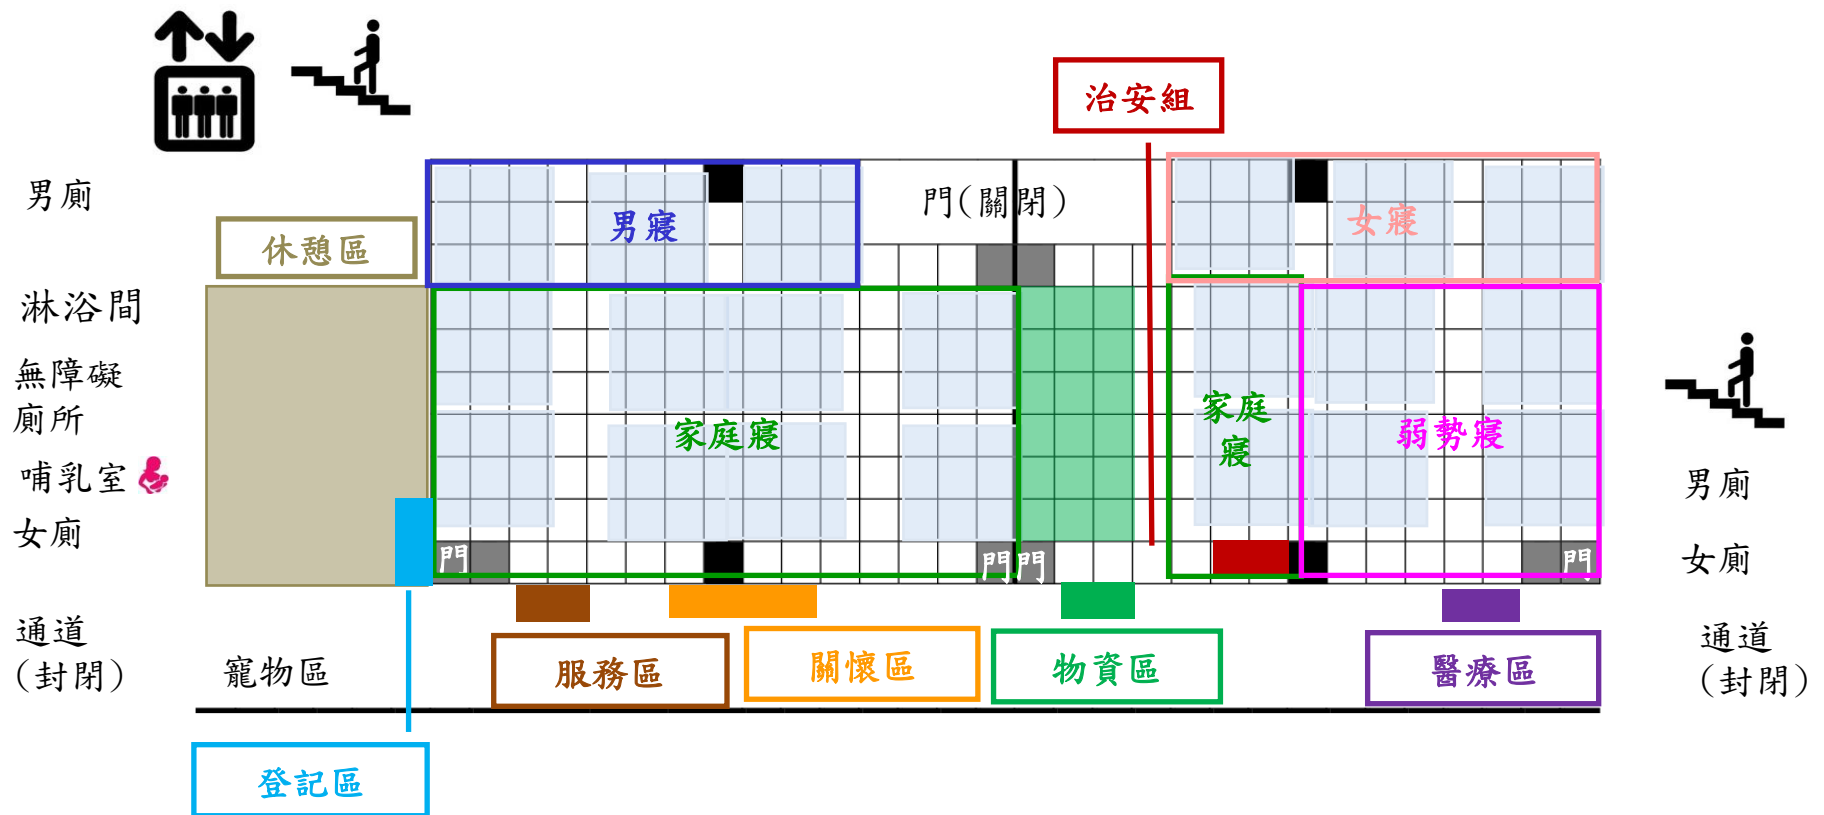 治安組
男廁
門(關閉)
男寢
女寢
休憩區
淋浴間
無障礙
廁所
家庭寢
家庭
寢
弱勢寢
哺乳室
男廁
女廁
門
門
門
門
女廁
通道
(封閉)
寵物區
服務區
關懷區
物資區
醫療區
通道
(封閉)
登記區